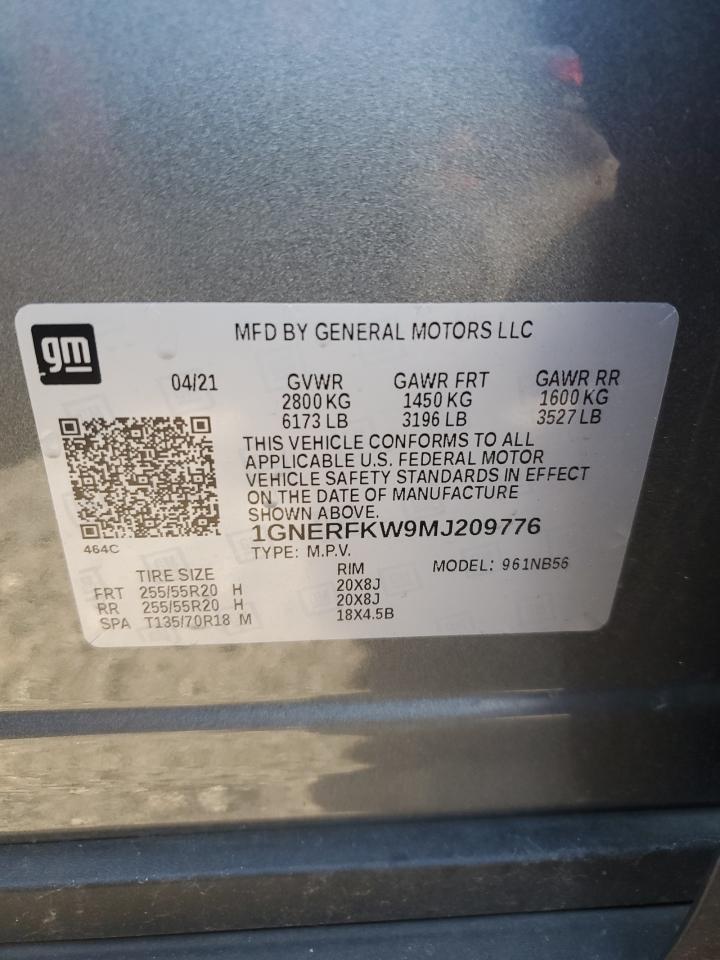 gm
MFD BY GENERAL MOTORS LLC
04/21 GVWR GAWR FRT GAWR RR
2800 KG 1450 KG 1600 KG
6173 LB 3196 LB 3527 LB
THIS VEHICLE CONFORMS TO ALL
APPLICABLE U.S. FEDERAL MOTOR
VEHICLE SAFETY STANDARDS IN EFFECT
ON THE DATE OF MANUFACTURE
SHOWN ABOVE.
1GNERFKW9MJ209776
464C
TYPE: M.P.V. MODEL: 961NB56
TIRE SIZE RIM
FRT 255/55R20 H 20X8J
RR 255/55R20 H 20X8J
SPA T135/70R18 M 18X4.5B